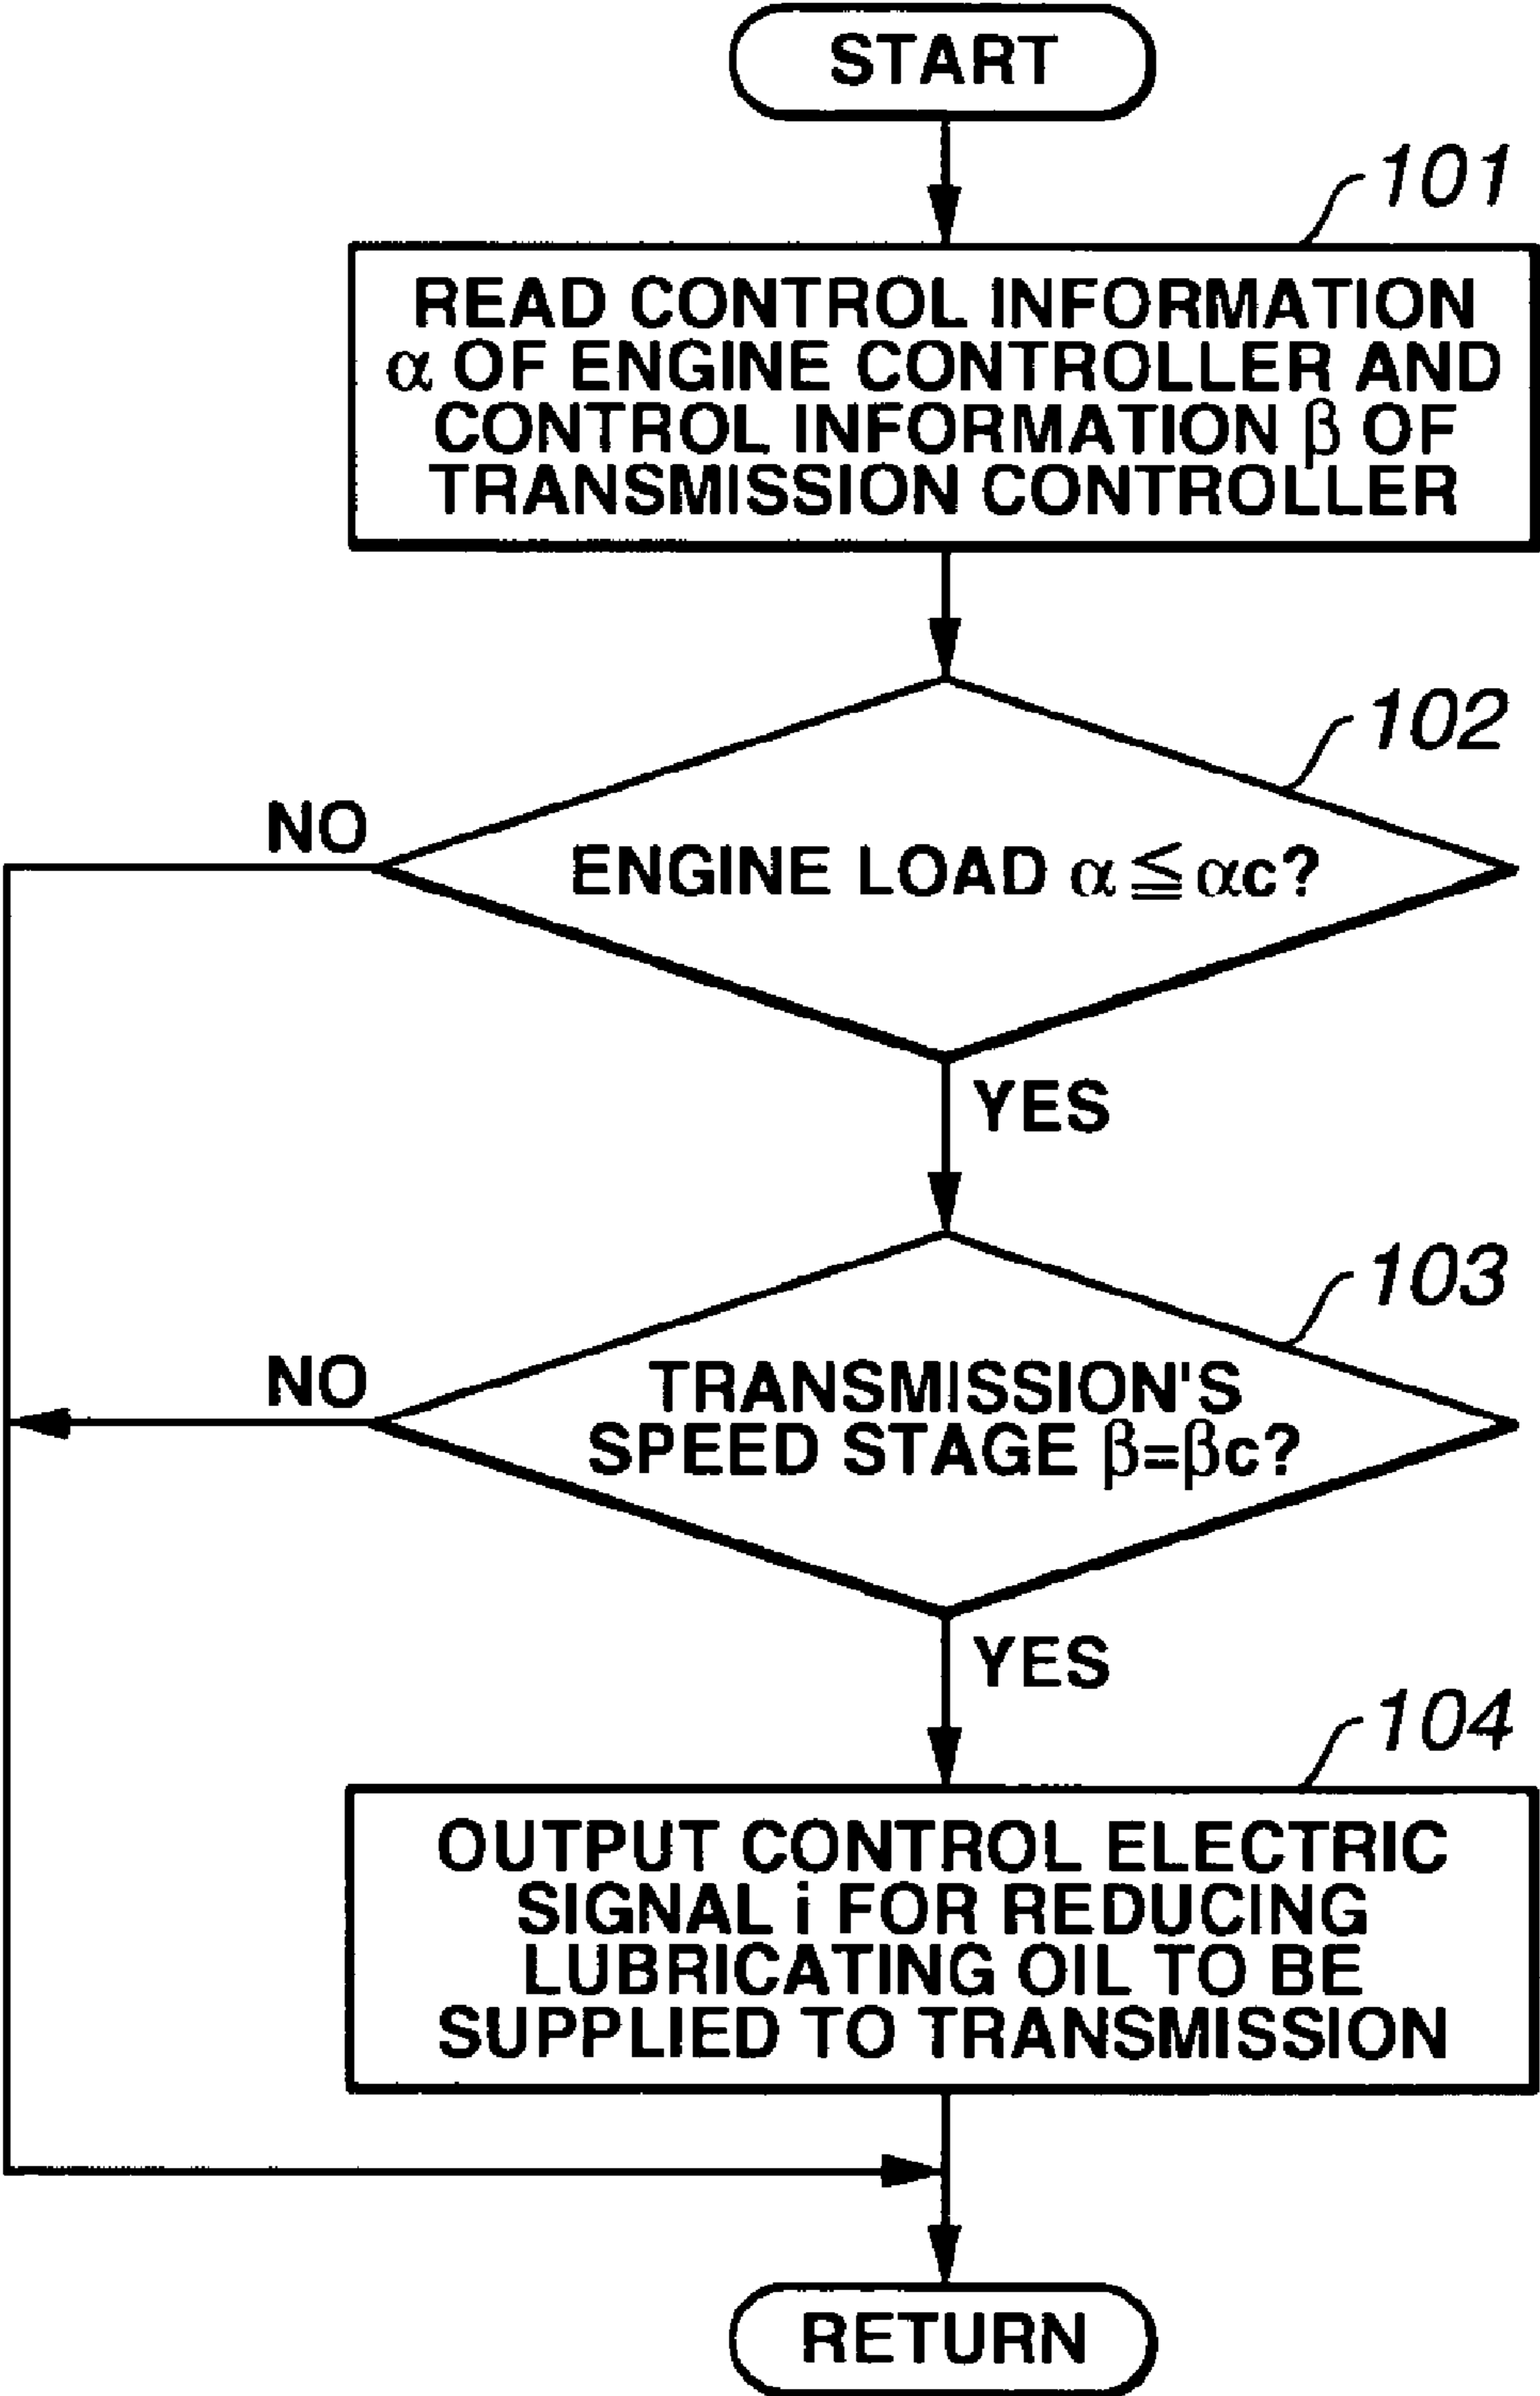 START
101
READ CONTROL INFORMATION
α OF ENGINE CONTROLLER AND
CONTROL INFORMATION β OF
TRANSMISSION CONTROLLER
102
NO
ENGINE LOAD α ≦ αc?
YES
103
NO
TRANSMISSION'S
SPEED STAGE β=βc?
YES
104
OUTPUT CONTROL ELECTRIC
SIGNAL i FOR REDUCING
LUBRICATING OIL TO BE
SUPPLIED TO TRANSMISSION
RETURN